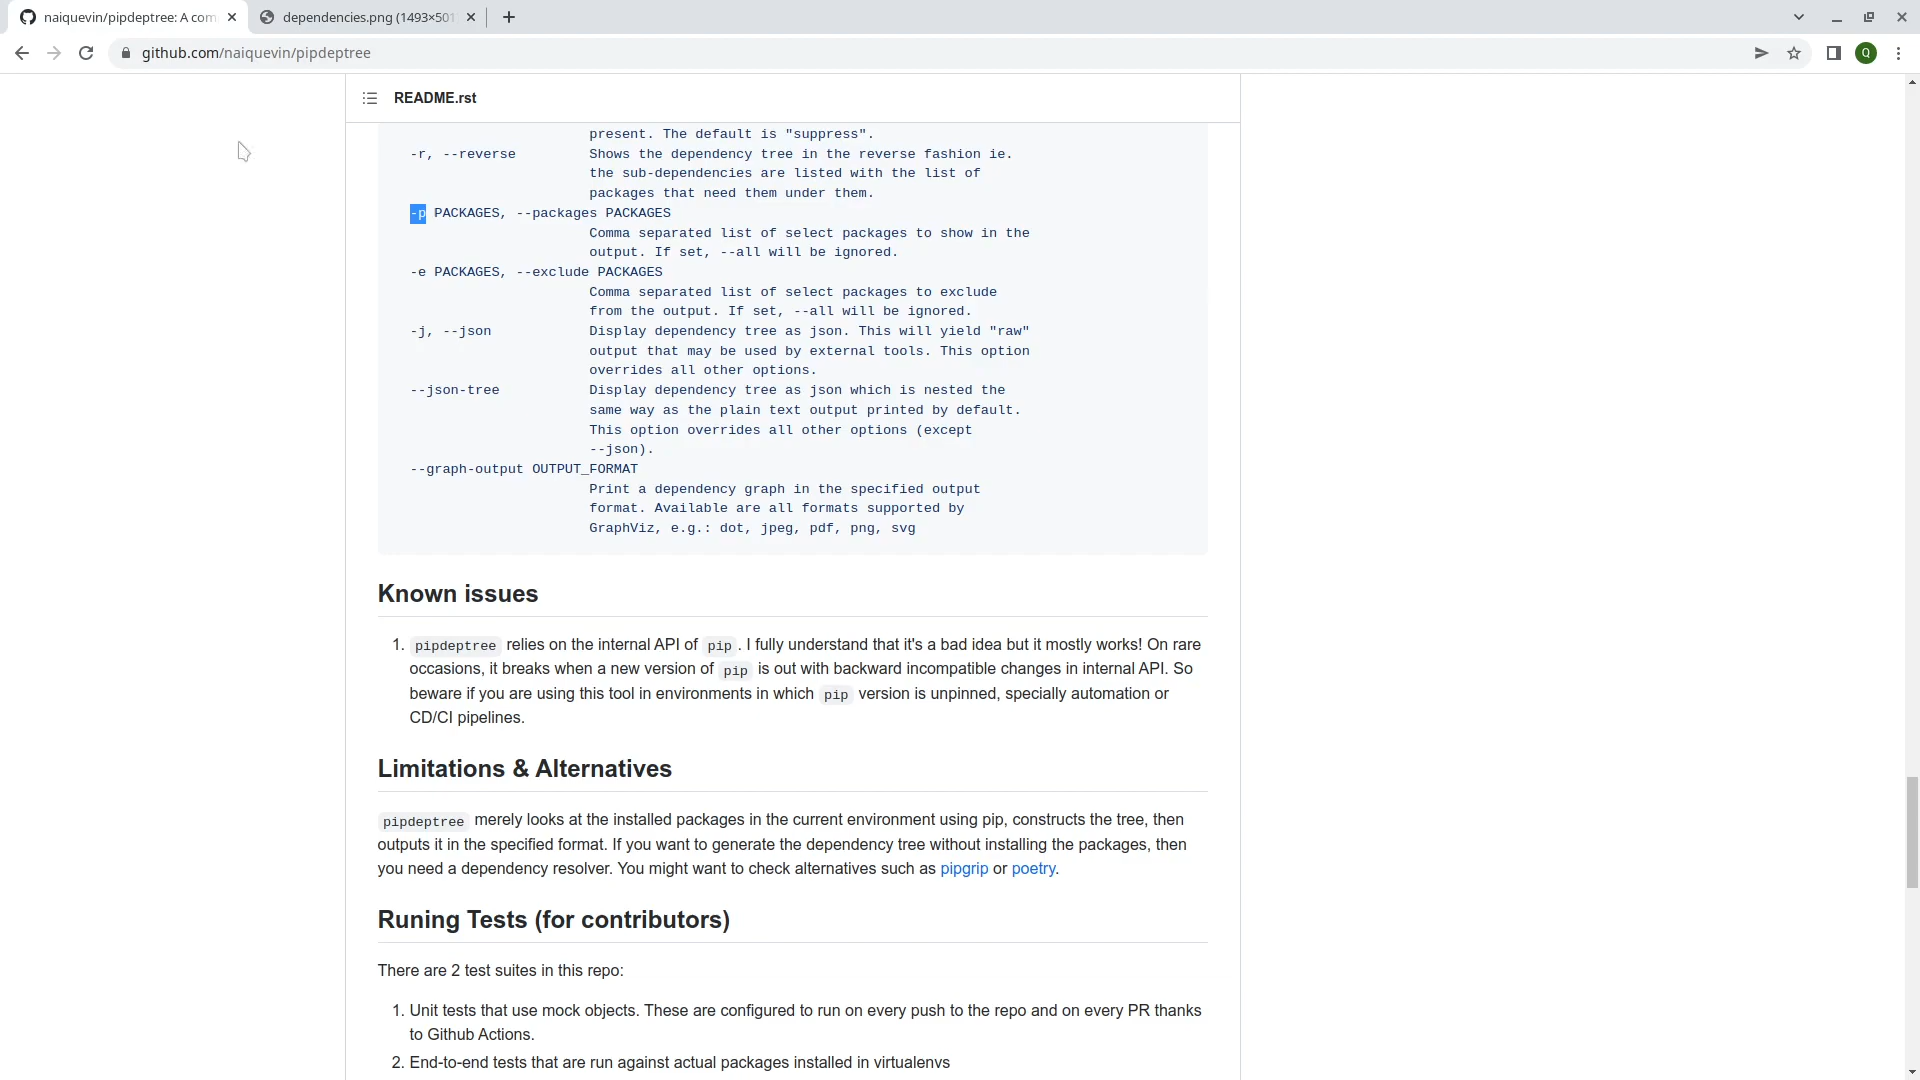 naiquevin/pipdeptree: A com
dependencies.png (1493×501
github.com/naiquevin/pipdeptree
Q
README.rst
present. The default is "suppress".
-r, --reverse Shows the dependency tree in the reverse fashion ie.
the sub-dependencies are listed with the list of
packages that need them under them.
-p PACKAGES, --packages PACKAGES
Comma separated list of select packages to show in the
output. If set, --all will be ignored.
-e PACKAGES, --exclude PACKAGES
Comma separated list of select packages to exclude
from the output. If set, --all will be ignored.
-j, --json Display dependency tree as json. This will yield "raw"
output that may be used by external tools. This option
overrides all other options.
--json-tree Display dependency tree as json which is nested the
same way as the plain text output printed by default.
This option overrides all other options (except
--json).
--graph-output OUTPUT_FORMAT
Print a dependency graph in the specified output
format. Available are all formats supported by
GraphViz, e.g.: dot, jpeg, pdf, png, svg
Known issues
1. pipdeptree relies on the internal API of pip. I fully understand that it's a bad idea but it mostly works! On rare
occasions, it breaks when a new version of pip is out with backward incompatible changes in internal API. So
beware if you are using this tool in environments in which pip version is unpinned, specially automation or
CD/CI pipelines.
Limitations & Alternatives
pipdeptree merely looks at the installed packages in the current environment using pip, constructs the tree, then
outputs it in the specified format. If you want to generate the dependency tree without installing the packages, then
you need a dependency resolver. You might want to check alternatives such as pipgrip or poetry.
Runing Tests (for contributors)
There are 2 test suites in this repo:
1. Unit tests that use mock objects. These are configured to run on every push to the repo and on every PR thanks
to Github Actions.
2. End-to-end tests that are run against actual packages installed in virtualenvs